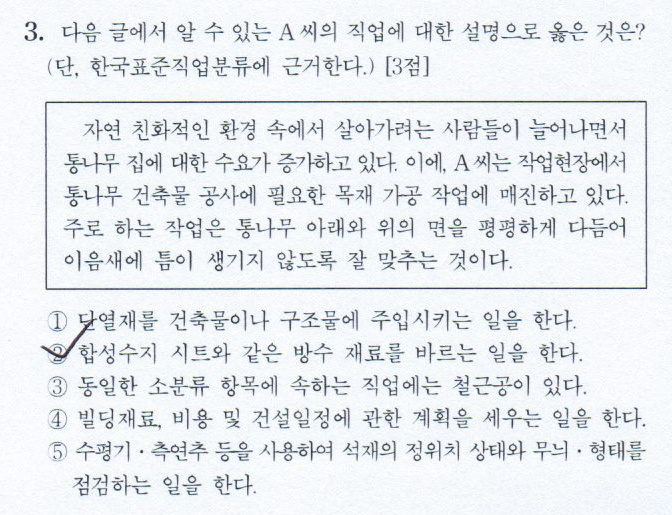 3. 다음 글에서 알 수 있는 A 씨의 직업에 대한 설명으로 옳은 것은?
(단, 한국표준직업분류에 근거한다.) [3점]
자연 친화적인 환경 속에서 살아가려는 사람들이 늘어나면서
통나무 집에 대한 수요가 증가하고 있다. 이에, A 씨는 작업현장에서
통나무 건축물 공사에 필요한 목재 가공 작업에 매진하고 있다.
주로 하는 작업은 통나무 아래와 위의 면을 평평하게 다듬어
이음새에 틈이 생기지 않도록 잘 맞추는 것이다.
① 단열재를 건축물이나 구조물에 주입시키는 일을 한다.
② 합성수지 시트와 같은 방수 재료를 바르는 일을 한다.
③ 동일한 소분류 항목에 속하는 직업에는 철근공이 있다.
④ 빌딩재료, 비용 및 건설일정에 관한 계획을 세우는 일을 한다.
⑤ 수평기·측연추 등을 사용하여 석재의 정위치 상태와 무늬·형태를
점검하는 일을 한다.